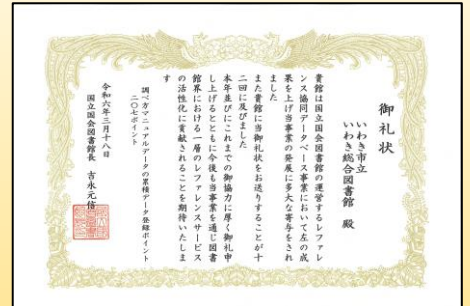 御礼状
いわき市立
いわき総合図書館　殿
貴館は国立国会図書館の運営するレファレ
ンス協同データベース事業において左の成
果を上げ当事業の発展に多大な寄与をされ
ました
また貴館に当御礼状をお送りすることが十
二回に及びました
本年並びにこれまでの御協力に厚く御礼申
し上げるとともに今後も当事業を通じ図書
館界における一層のレファレンスサービス
の活性化に貢献されることを期待いたしま
す
調べ方マニュアルデータの累積データ登録ポイント
二〇七ポイント
令和六年三月十八日
国立国会図書館長　吉永元信